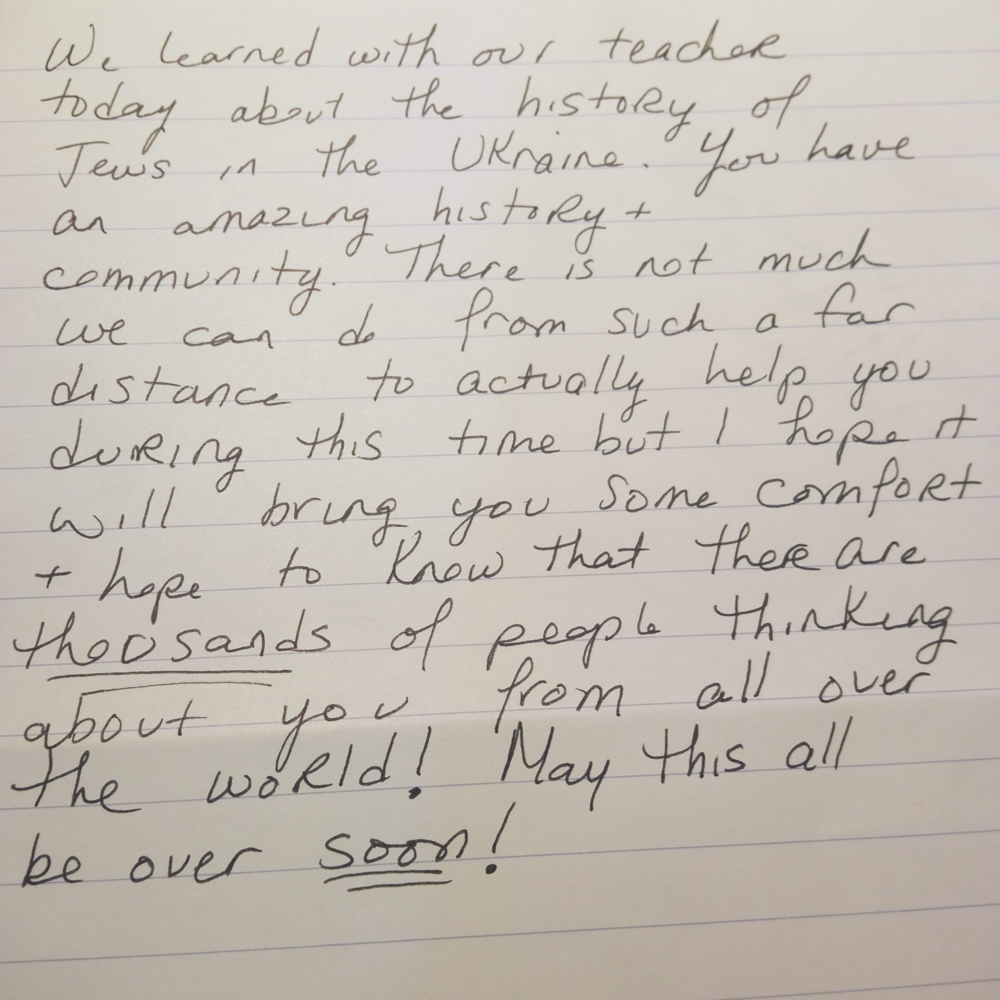 We learned with our teacher
today about the history of
Jews in the Ukraine. You have
an amazing history +
community. There is not much
we can do from such a far
distance to actually help you
during this time but I hope it
will bring you some comfort
+ hope to know that there are
thousands of people thinking
about you from all over
the world! May this all
be over soon!